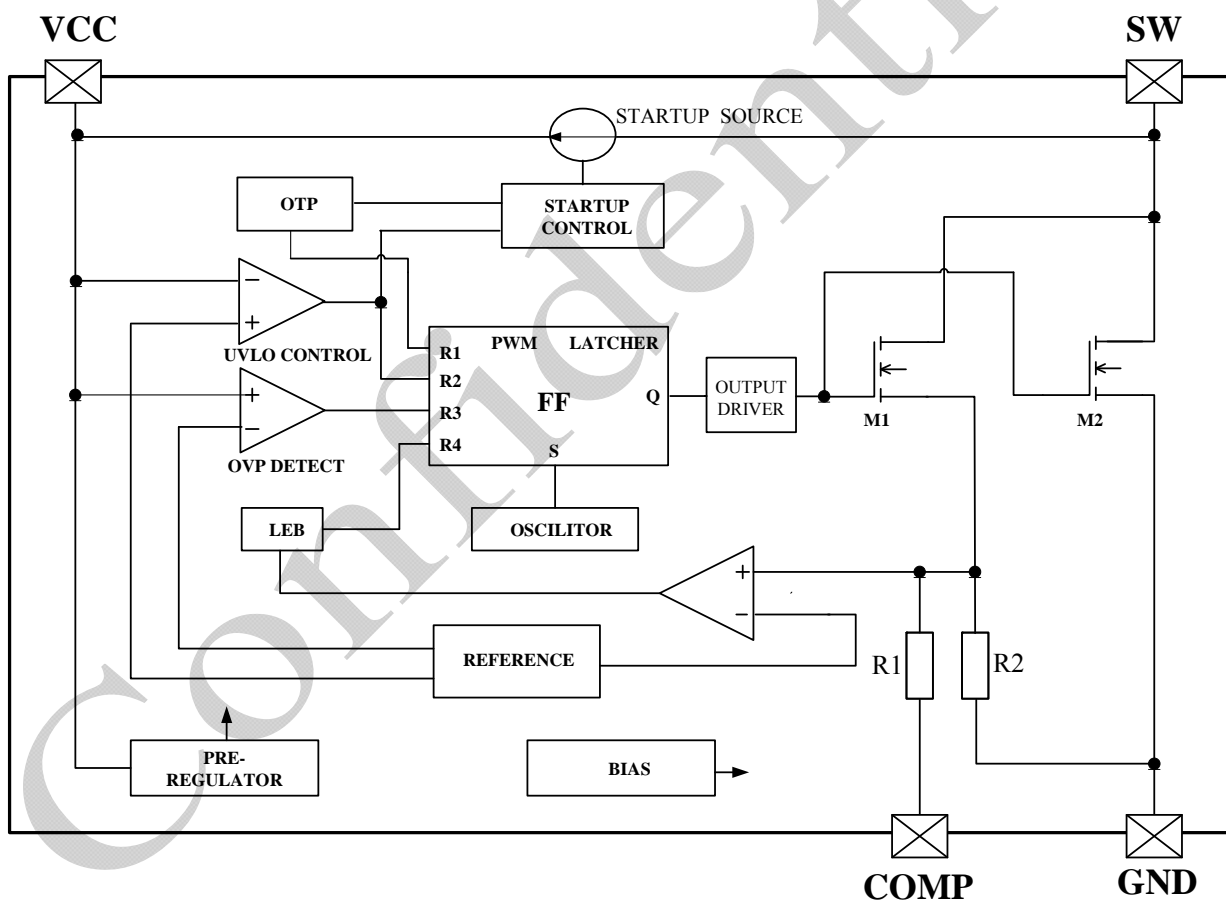 VCC
SW
STARTUP SOURCE
OTP
STARTUP
CONTROL
−
+
UVLO CONTROL
PWM LATCHER
R1
R2
FF
Q
R3
R4
S
+
−
OVP DETECT
OUTPUT
DRIVER
M1
M2
LEB
OSCILITOR
+
−
REFERENCE
R1
R2
PRE-
REGULATOR
BIAS
COMP
GND
Confidenti